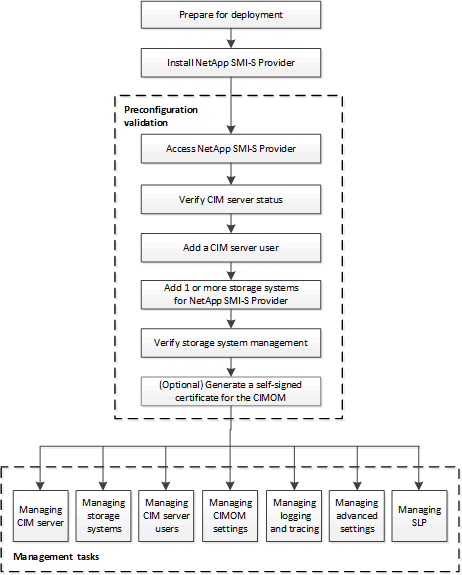 Prepare for deployment
Install NetApp SMI-S Provider
Preconfiguration
validation
Access NetApp SMI-S Provider
Verify CIM server status
Add a CIM server user
Add 1 or more storage systems
for NetApp SMI-S Provider
Verify storage system management
(Optional) Generate a self-signed
certificate for the CIMOM
Managing
CIM server
Managing
storage
systems
Managing
CIM server
users
Managing
CIMOM
settings
Managing
logging
and tracing
Managing
advanced
settings
Managing
SLP
Management tasks